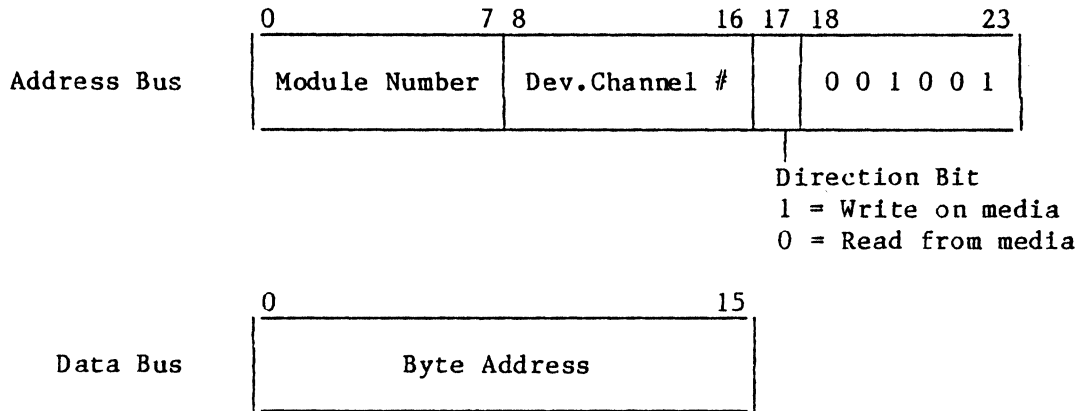 0 7 8 16 17 18 23
Address Bus Module Number Dev.Channel # 0 0 1 0 0 1
Direction Bit
1 = Write on media
0 = Read from media
0 15
Data Bus Byte Address